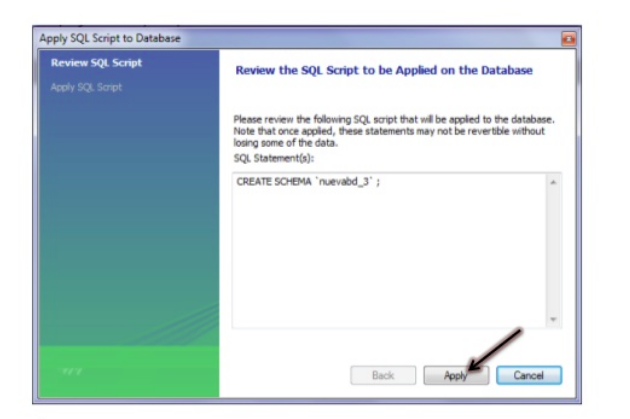 Apply SQL Script to Database
Review SQL Script
Apply SQL Script
Review the SQL Script to be Applied on the Database
Please review the following SQL script that will be applied to the database.
Note that once applied, these statements may not be revertible without
losing some of the data.
SQL Statement(s):
CREATE SCHEMA `nuevabd_3` ;
Back
Apply
Cancel